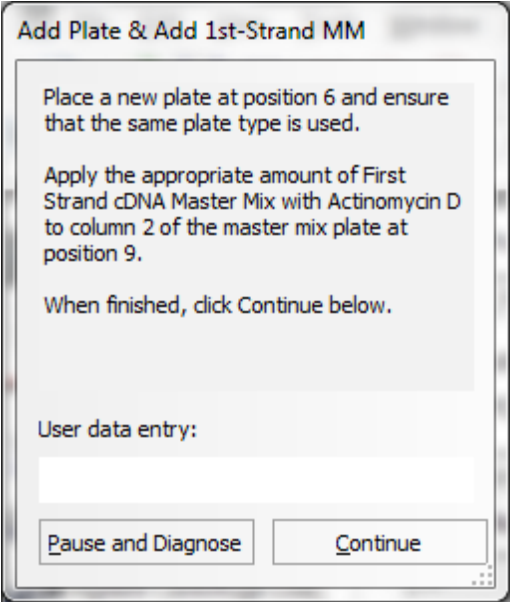 Add Plate & Add 1st-Strand MM
Place a new plate at position 6 and ensure
that the same plate type is used.
Apply the appropriate amount of First
Strand cDNA Master Mix with Actinomycin D
to column 2 of the master mix plate at
position 9.
When finished, click Continue below.
User data entry:
Pause and Diagnose
Continue